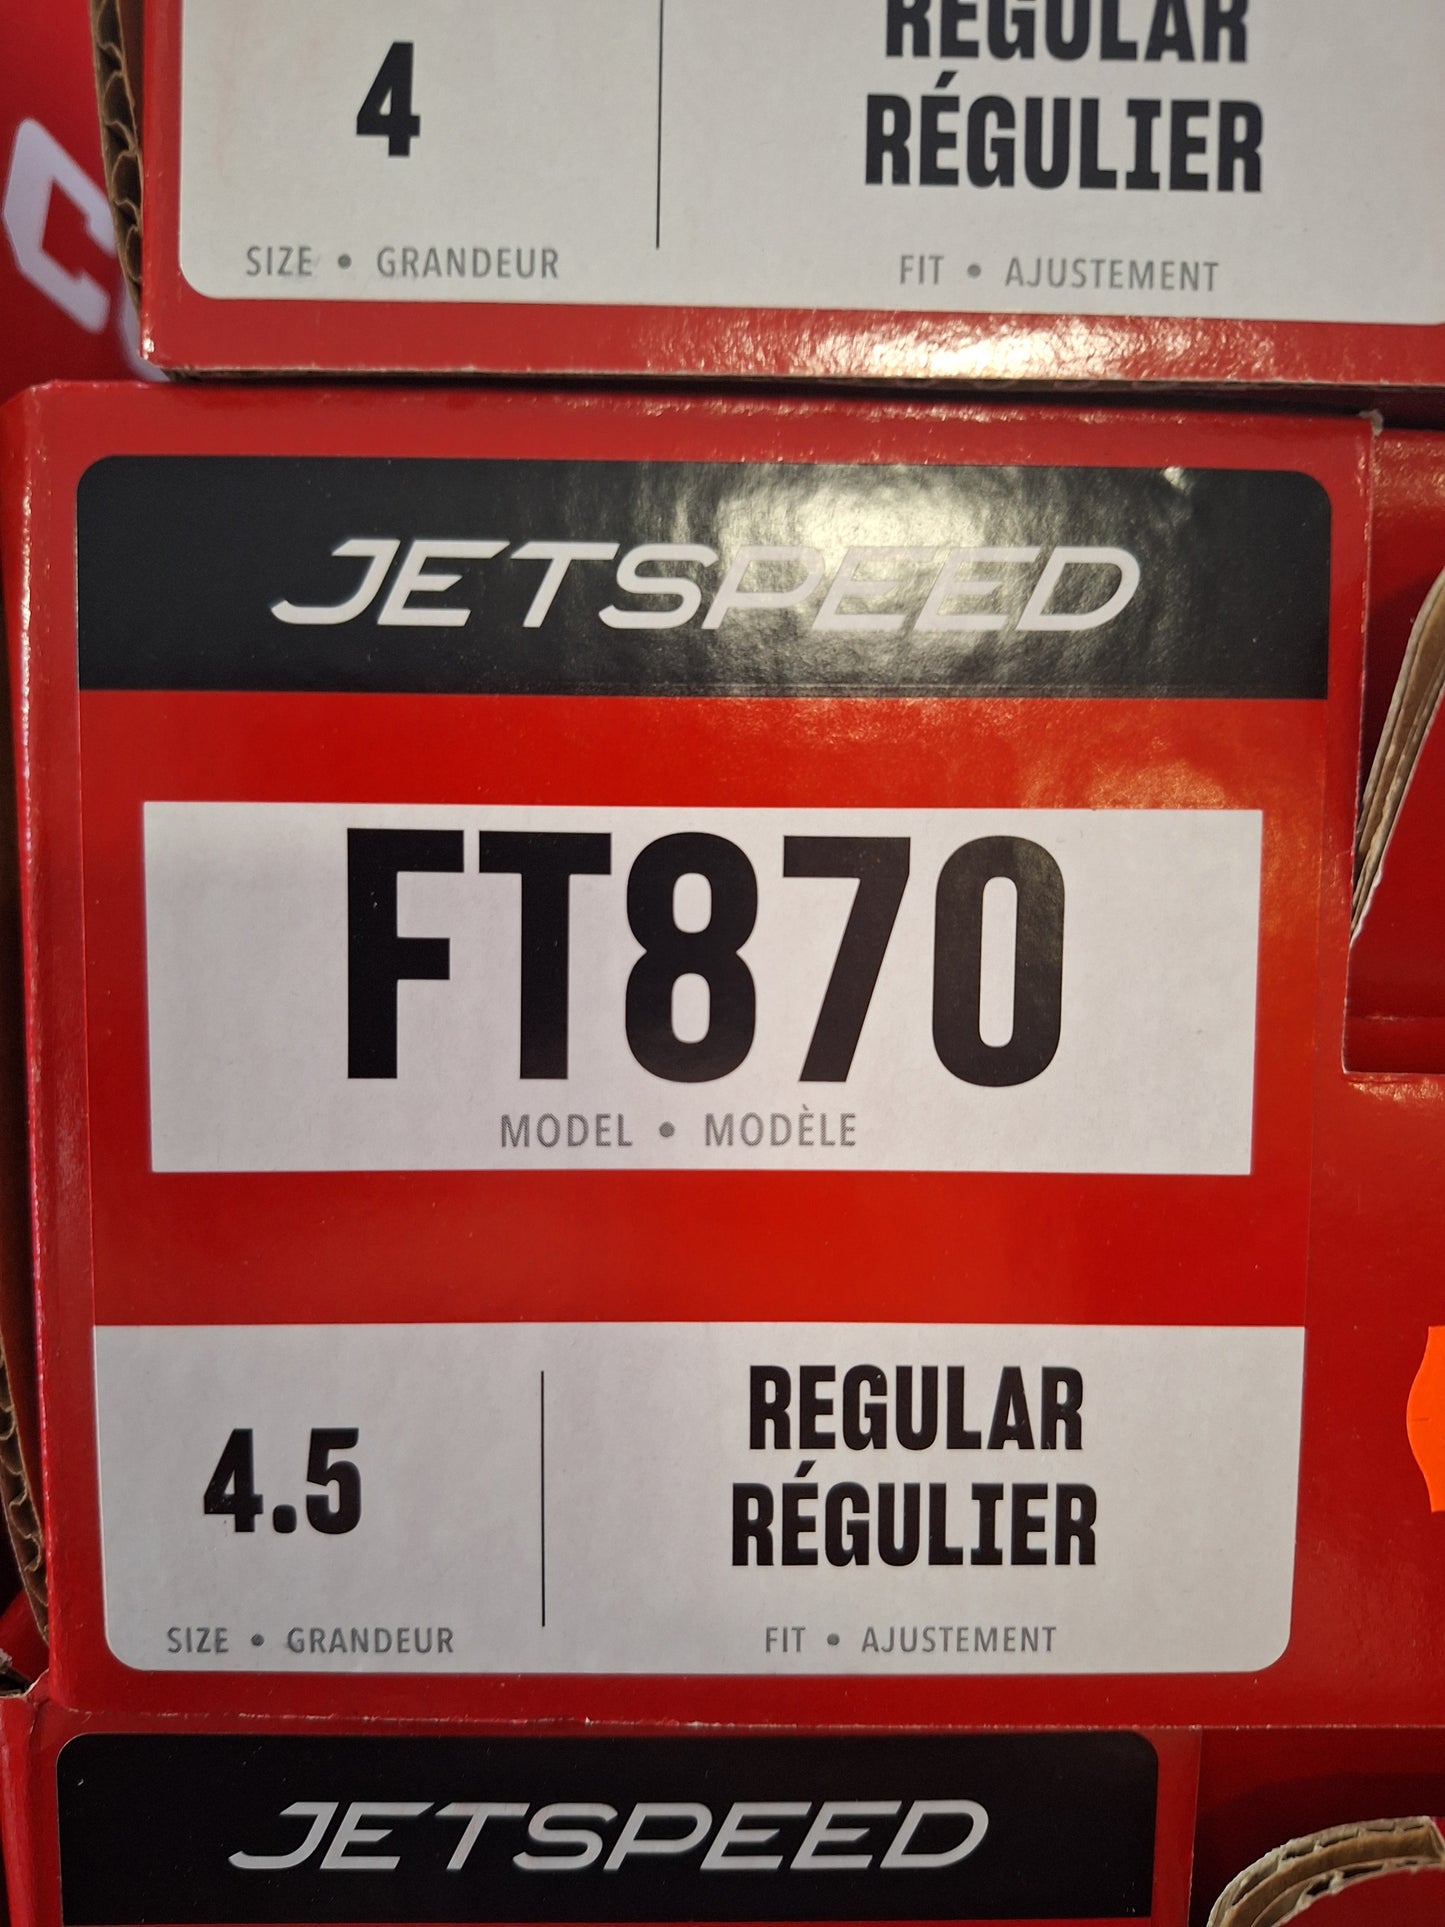 4
REGULAR
RÉGULIER
SIZE • GRANDEUR
FIT • AJUSTEMENT
JETSPEED
FT870
MODEL • MODÈLE
4.5
REGULAR
RÉGULIER
SIZE • GRANDEUR
FIT • AJUSTEMENT
JETSPEED